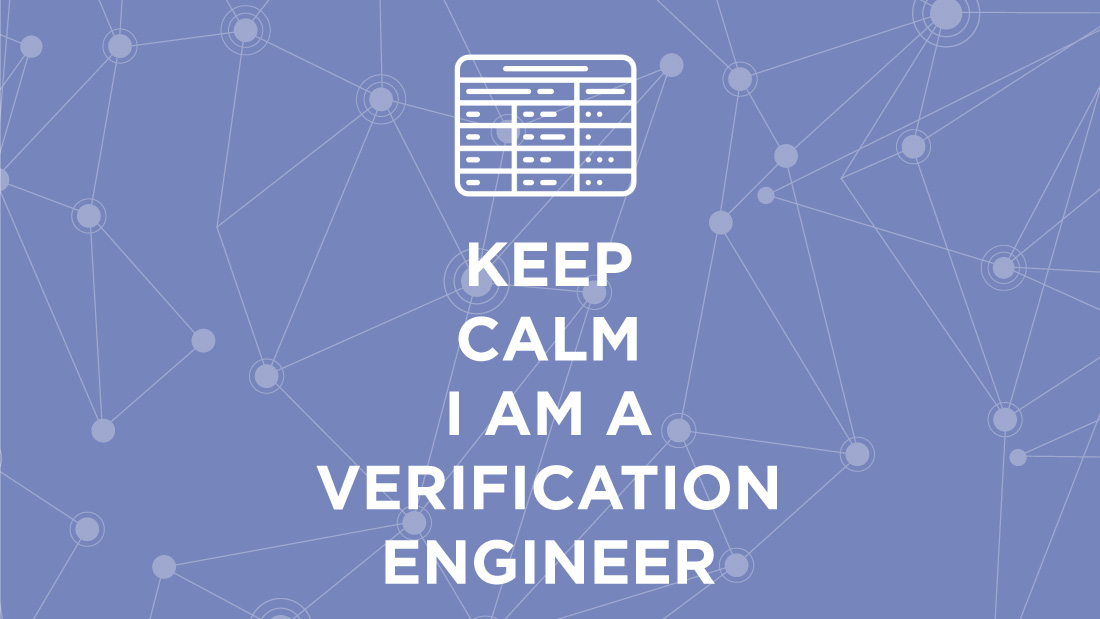 KEEP
CALM
I AM A
VERIFICATION
ENGINEER